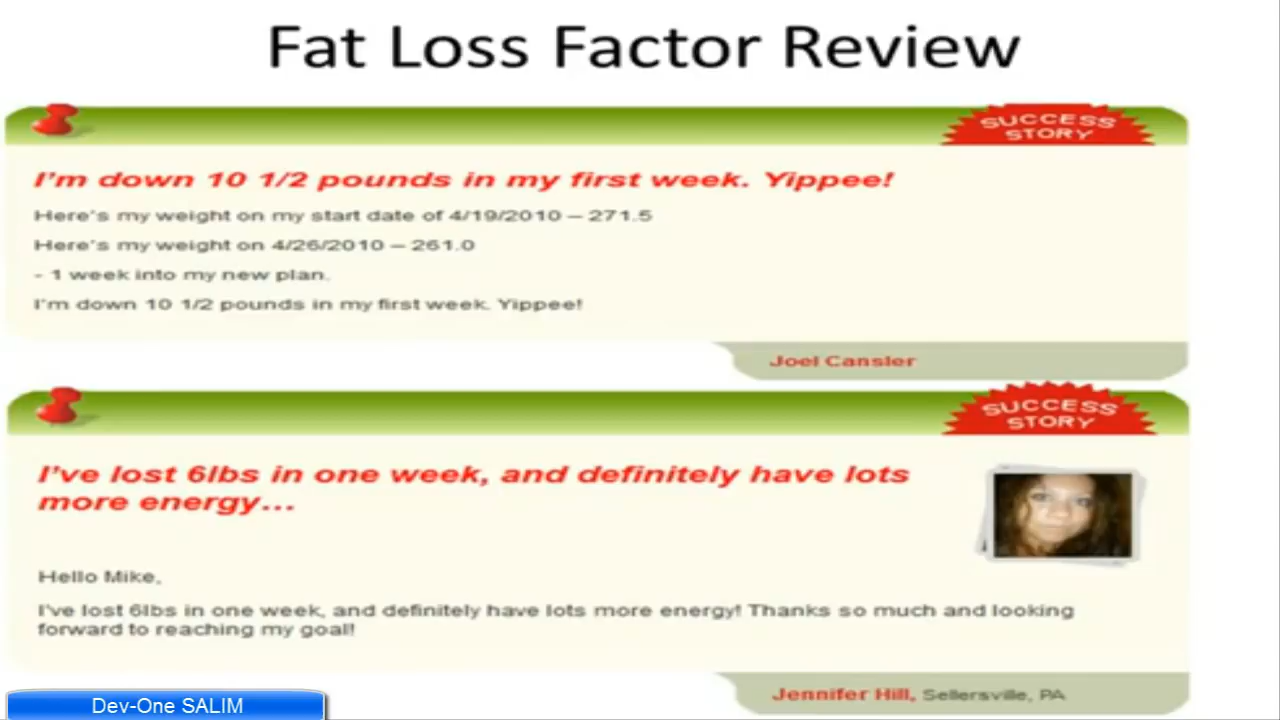 Fat Loss Factor Review
SUCCESS
STORY
I'm down 10 1/2 pounds in my first week. Yippee!
Here's my weight on my start date of 4/19/2010 – 271.5
Here's my weight on 4/26/2010 – 261.0
- 1 week into my new plan.
I'm down 10 1/2 pounds in my first week. Yippee!
Joel Cansler
SUCCESS
STORY
I've lost 6lbs in one week, and definitely have lots
more energy...
Hello Mike,
I've lost 6lbs in one week, and definitely have lots more energy! Thanks so much and looking
forward to reaching my goal!
Jennifer Hill, Sellersville, PA
Dev-One SALIM